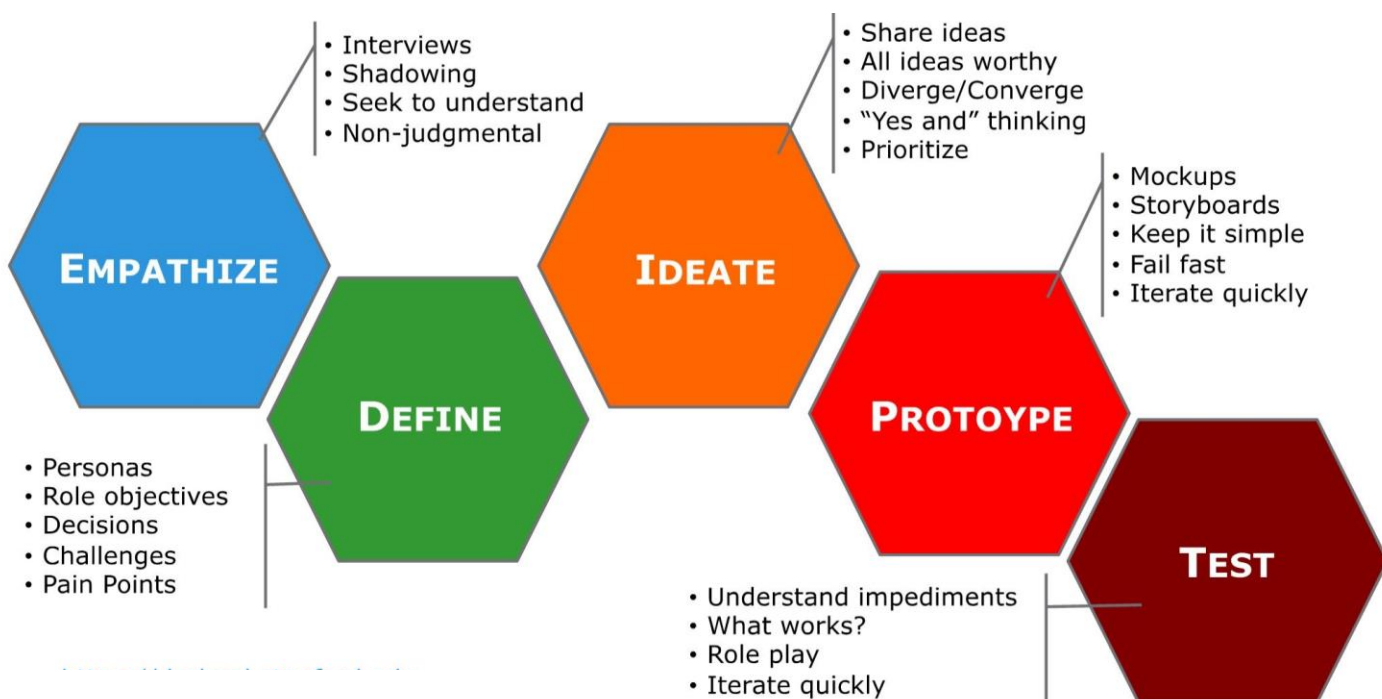 • Interviews
• Shadowing
• Seek to understand
• Non-judgmental
EMPATHIZE
• Personas
• Role objectives
• Decisions
• Challenges
• Pain Points
DEFINE
• Share ideas
• All ideas worthy
• Diverge/Converge
• “Yes and” thinking
• Prioritize
IDEATE
• Mockups
• Storyboards
• Keep it simple
• Fail fast
• Iterate quickly
PROTOYPE
• Understand impediments
• What works?
• Role play
• Iterate quickly
TEST